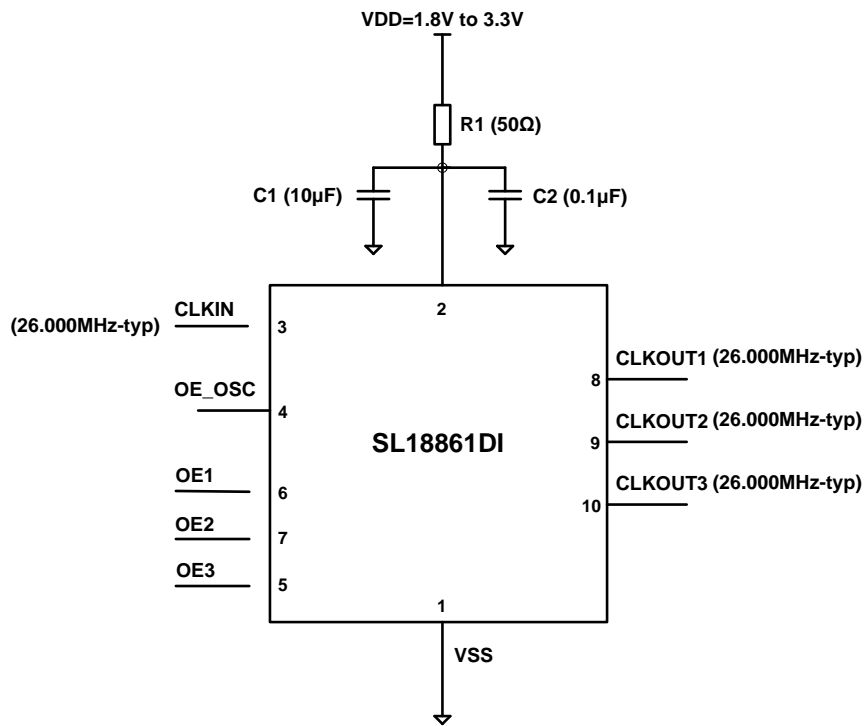 VDD=1.8V to 3.3V
R1 (50Ω)
C1 (10µF)
C2 (0.1µF)
2
CLKIN
(26.000MHz-typ)
3
OE_OSC
4
CLKOUT1 (26.000MHz-typ)
8
CLKOUT2 (26.000MHz-typ)
9
SL18861DI
CLKOUT3 (26.000MHz-typ)
10
OE1
6
OE2
7
OE3
5
1
VSS